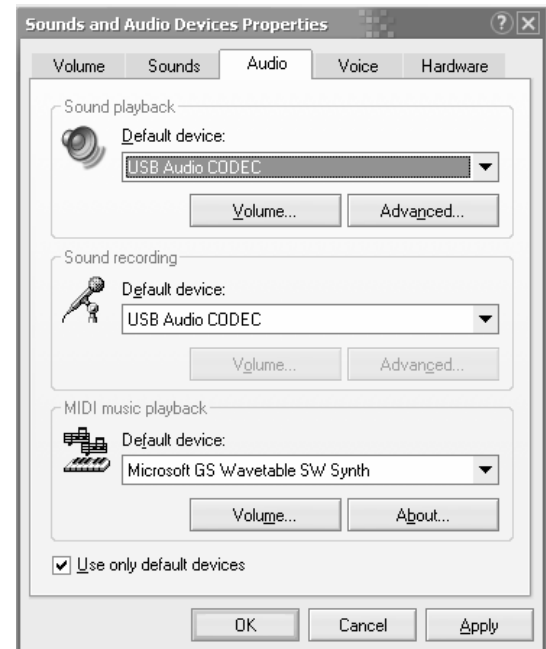 Sounds and Audio Devices Properties ?
Volume Sounds Audio Voice Hardware
Sound playback
Default device:
USB Audio CODEC
Volume... Advanced...
Sound recording
Default device:
USB Audio CODEC
Volume... Advanced...
MIDI music playback
Default device:
Microsoft GS Wavetable SW Synth
Volume... About...
Use only default devices
OK Cancel Apply